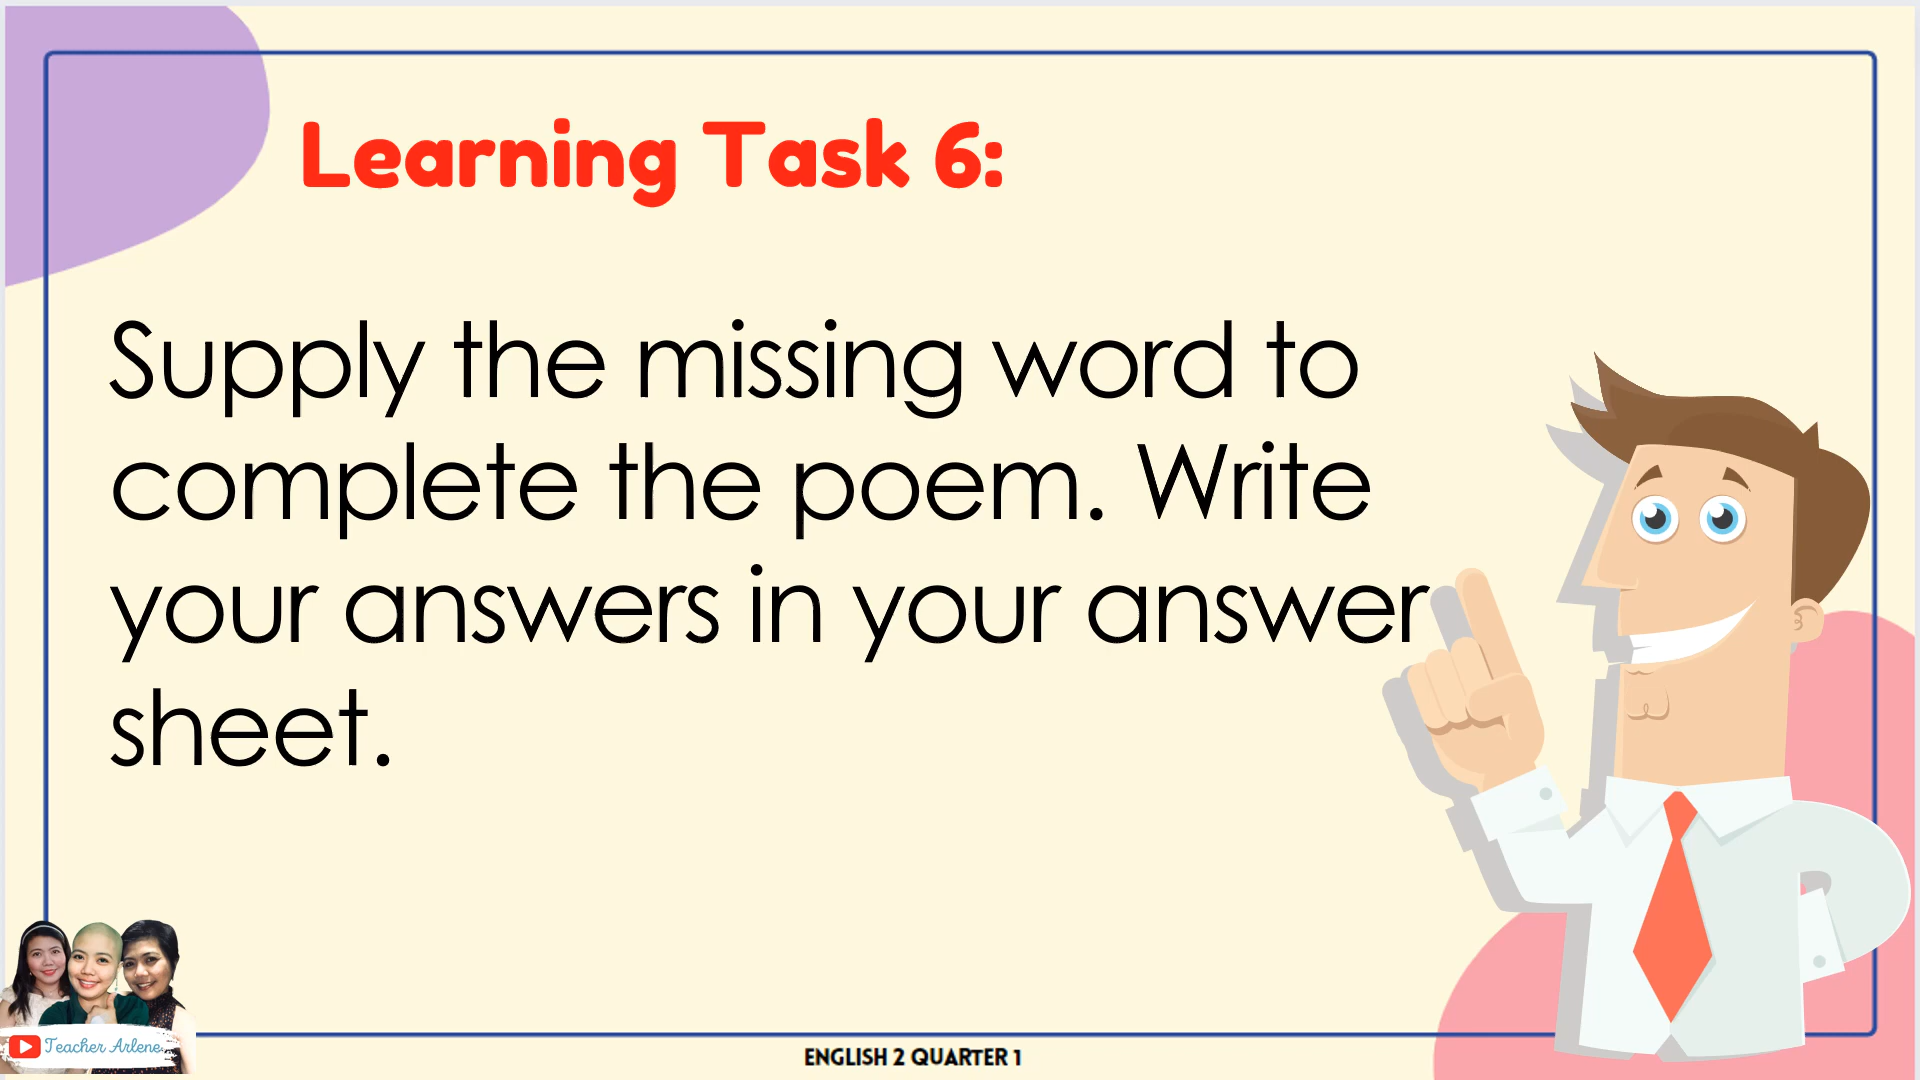 Learning Task 6:
Supply the missing word to
complete the poem. Write
your answers in your answer
sheet.
Teacher Arlene
ENGLISH 2 QUARTER 1